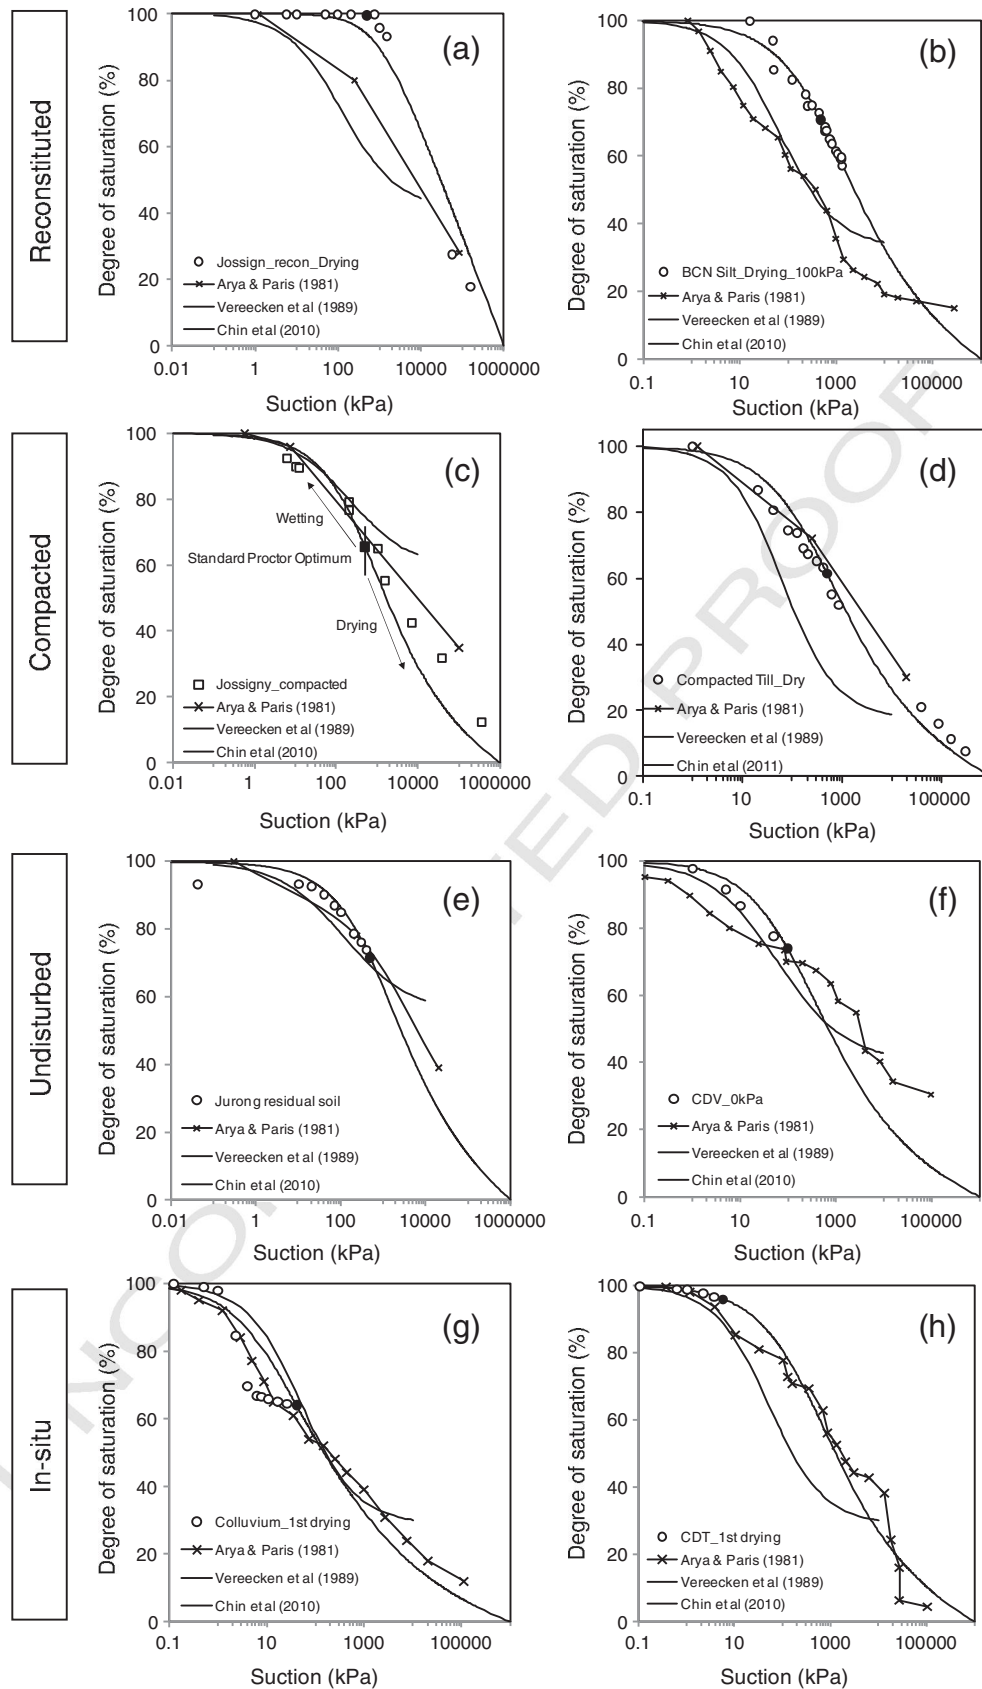 Reconstituted
Degree of saturation (%)
100
80
60
40
20
0
(a)
Jossign_recon_Drying
Arya & Paris (1981)
Vereecken et al (1989)
Chin et al (2010)
0.01 1 100 10000 1000000
Suction (kPa)
Degree of saturation (%)
100
80
60
40
20
0
(b)
BCN Silt_Drying_100kPa
Arya & Paris (1981)
Vereecken et al (1989)
Chin et al (2010)
0.1 10 1000 100000
Suction (kPa)
Compacted
Degree of saturation (%)
100
80
60
40
20
0
(c)
Wetting
Standard Proctor Optimum
Drying
Jossigny_compacted
Arya & Paris (1981)
Vereecken et al (1989)
Chin et al (2010)
0.01 1 100 10000 1000000
Suction (kPa)
Degree of saturation (%)
100
80
60
40
20
0
(d)
Compacted Till_Dry
Arya & Paris (1981)
Vereecken et al (1989)
Chin et al (2011)
0.1 10 1000 100000
Suction (kPa)
Undisturbed
Degree of saturation (%)
100
80
60
40
20
0
(e)
Jurong residual soil
Arya & Paris (1981)
Vereecken et al (1989)
Chin et al (2010)
0.01 1 100 10000 1000000
Suction (kPa)
Degree of saturation (%)
100
80
60
40
20
0
(f)
CDV_0kPa
Arya & Paris (1981)
Vereecken et al (1989)
Chin et al (2010)
0.1 10 1000 100000
Suction (kPa)
In-situ
Degree of saturation (%)
100
80
60
40
20
0
(g)
Colluvium_1st drying
Arya & Paris (1981)
Vereecken et al (1989)
Chin et al (2010)
0.1 10 1000 100000
Suction (kPa)
Degree of saturation (%)
100
80
60
40
20
0
(h)
CDT_1st drying
Arya & Paris (1981)
Vereecken et al (1989)
Chin et al (2010)
0.1 10 1000 100000
Suction (kPa)